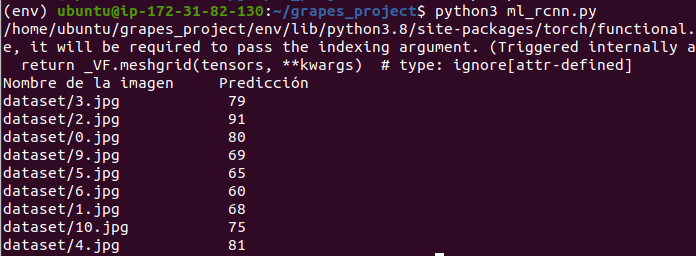 (env) ubuntu@ip-172-31-82-130:~/grapes_project$ python3 ml_rcnn.py
/home/ubuntu/grapes_project/env/lib/python3.8/site-packages/torch/functional.
e, it will be required to pass the indexing argument. (Triggered internally a
  return _VF.meshgrid(tensors, **kwargs)  # type: ignore[attr-defined]
Nombre de la imagen     Predicción
dataset/3.jpg            79
dataset/2.jpg            91
dataset/0.jpg            80
dataset/9.jpg            69
dataset/5.jpg            65
dataset/6.jpg            60
dataset/1.jpg            68
dataset/10.jpg           75
dataset/4.jpg            81